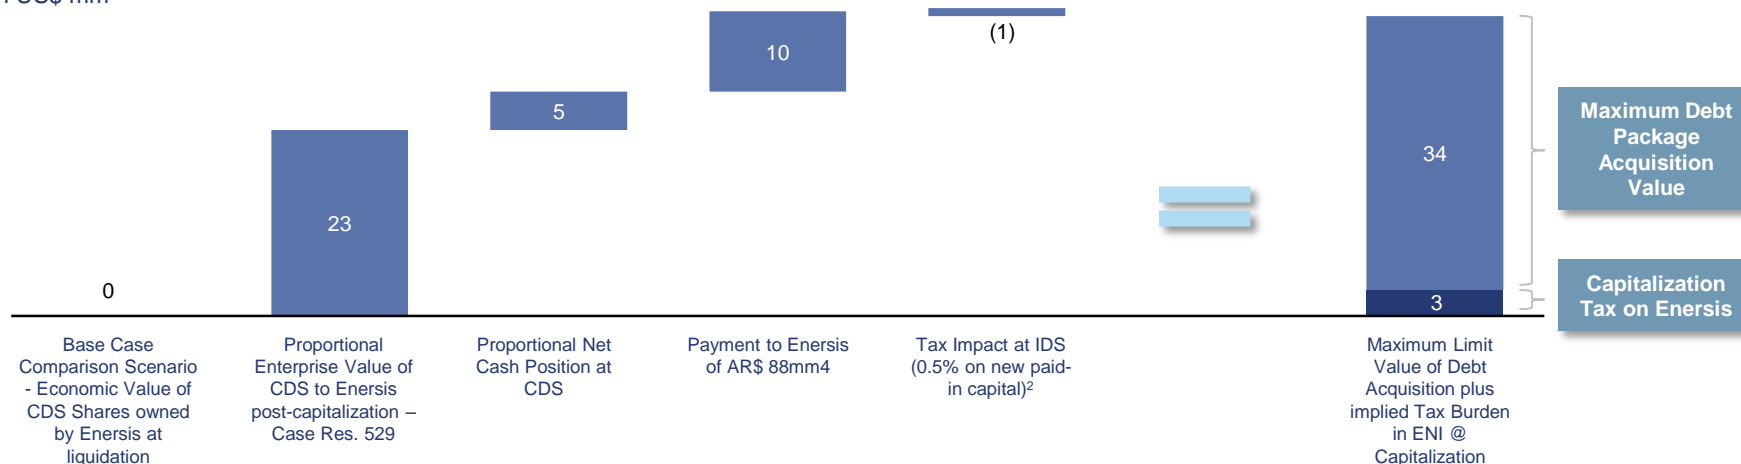 US$ mm
(1)
10
5
34
23
0
3
Maximum Debt
Package
Acquisition
Value
Capitalization
Tax on Enersis
Base Case
Comparison Scenario
- Economic Value of
CDS Shares owned
by Enersis at
liquidation
Proportional
Enterprise Value of
CDS to Enersis
post-capitalization –
Case Res. 529
Proportional Net
Cash Position at
CDS
Payment to Enersis
of AR$ 88mm4
Tax Impact at IDS
(0.5% on new paid-
in capital)2
Maximum Limit
Value of Debt
Acquisition plus
implied Tax Burden
in ENI @
Capitalization